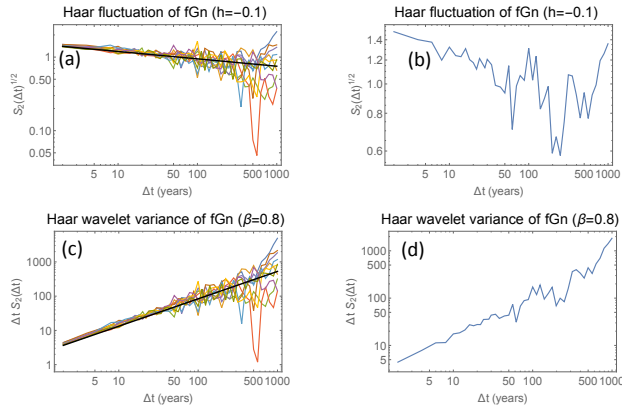 Haar fluctuation of fGn (h=−0.1)
(a)
S₂(Δt)^1/2
1
0.50
0.10
0.05
5 10 50 100 500 1000
Δt (years)
Haar fluctuation of fGn (h=−0.1)
(b)
S₂(Δt)^1/2
1.4
1.2
1.0
0.8
0.6
5 10 50 100 500 1000
Δt (years)
Haar wavelet variance of fGn (β=0.8)
(c)
Δt S₂(Δt)
1000
100
10
1
5 10 50 100 500 1000
Δt (years)
Haar wavelet variance of fGn (β=0.8)
(d)
Δt S₂(Δt)
1000
500
100
50
10
5
5 10 50 100 500 1000
Δt (years)